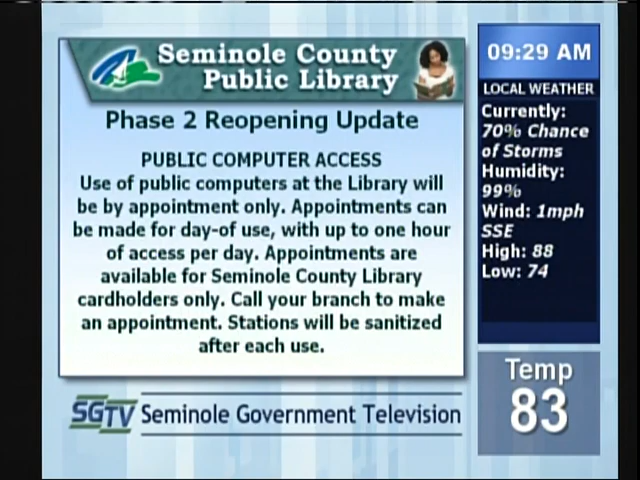 Seminole County
Public Library
Phase 2 Reopening Update
PUBLIC COMPUTER ACCESS
Use of public computers at the Library will
be by appointment only. Appointments can
be made for day-of use, with up to one hour
of access per day. Appointments are
available for Seminole County Library
cardholders only. Call your branch to make
an appointment. Stations will be sanitized
after each use.
SGTV Seminole Government Television
09:29 AM
LOCAL WEATHER
Currently:
70% Chance
of Storms
Humidity:
99%
Wind: 1mph
SSE
High: 88
Low: 74
Temp
83